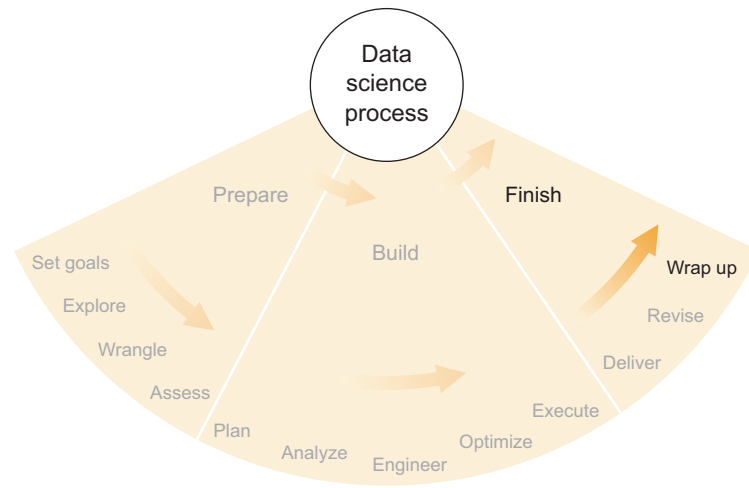 Data
science
process
Prepare
Finish
Build
Set goals
Explore
Wrangle
Assess
Plan
Analyze
Engineer
Optimize
Execute
Deliver
Revise
Wrap up